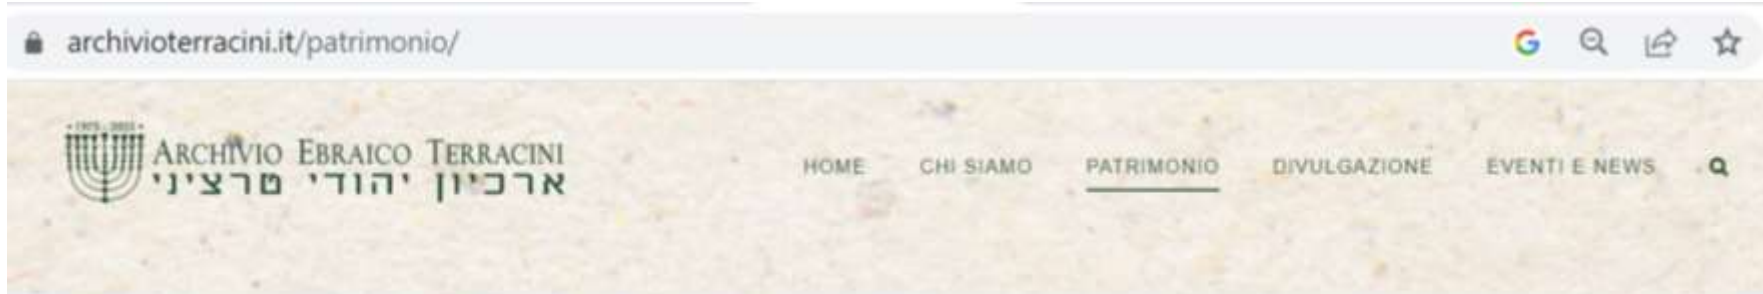 archivioterracini.it/patrimonio/
ARCHIVIO EBRAICO TERRACINI
ארכיון יהודי טרציני
HOME CHI SIAMO PATRIMONIO DIVULGAZIONE EVENTI E NEWS